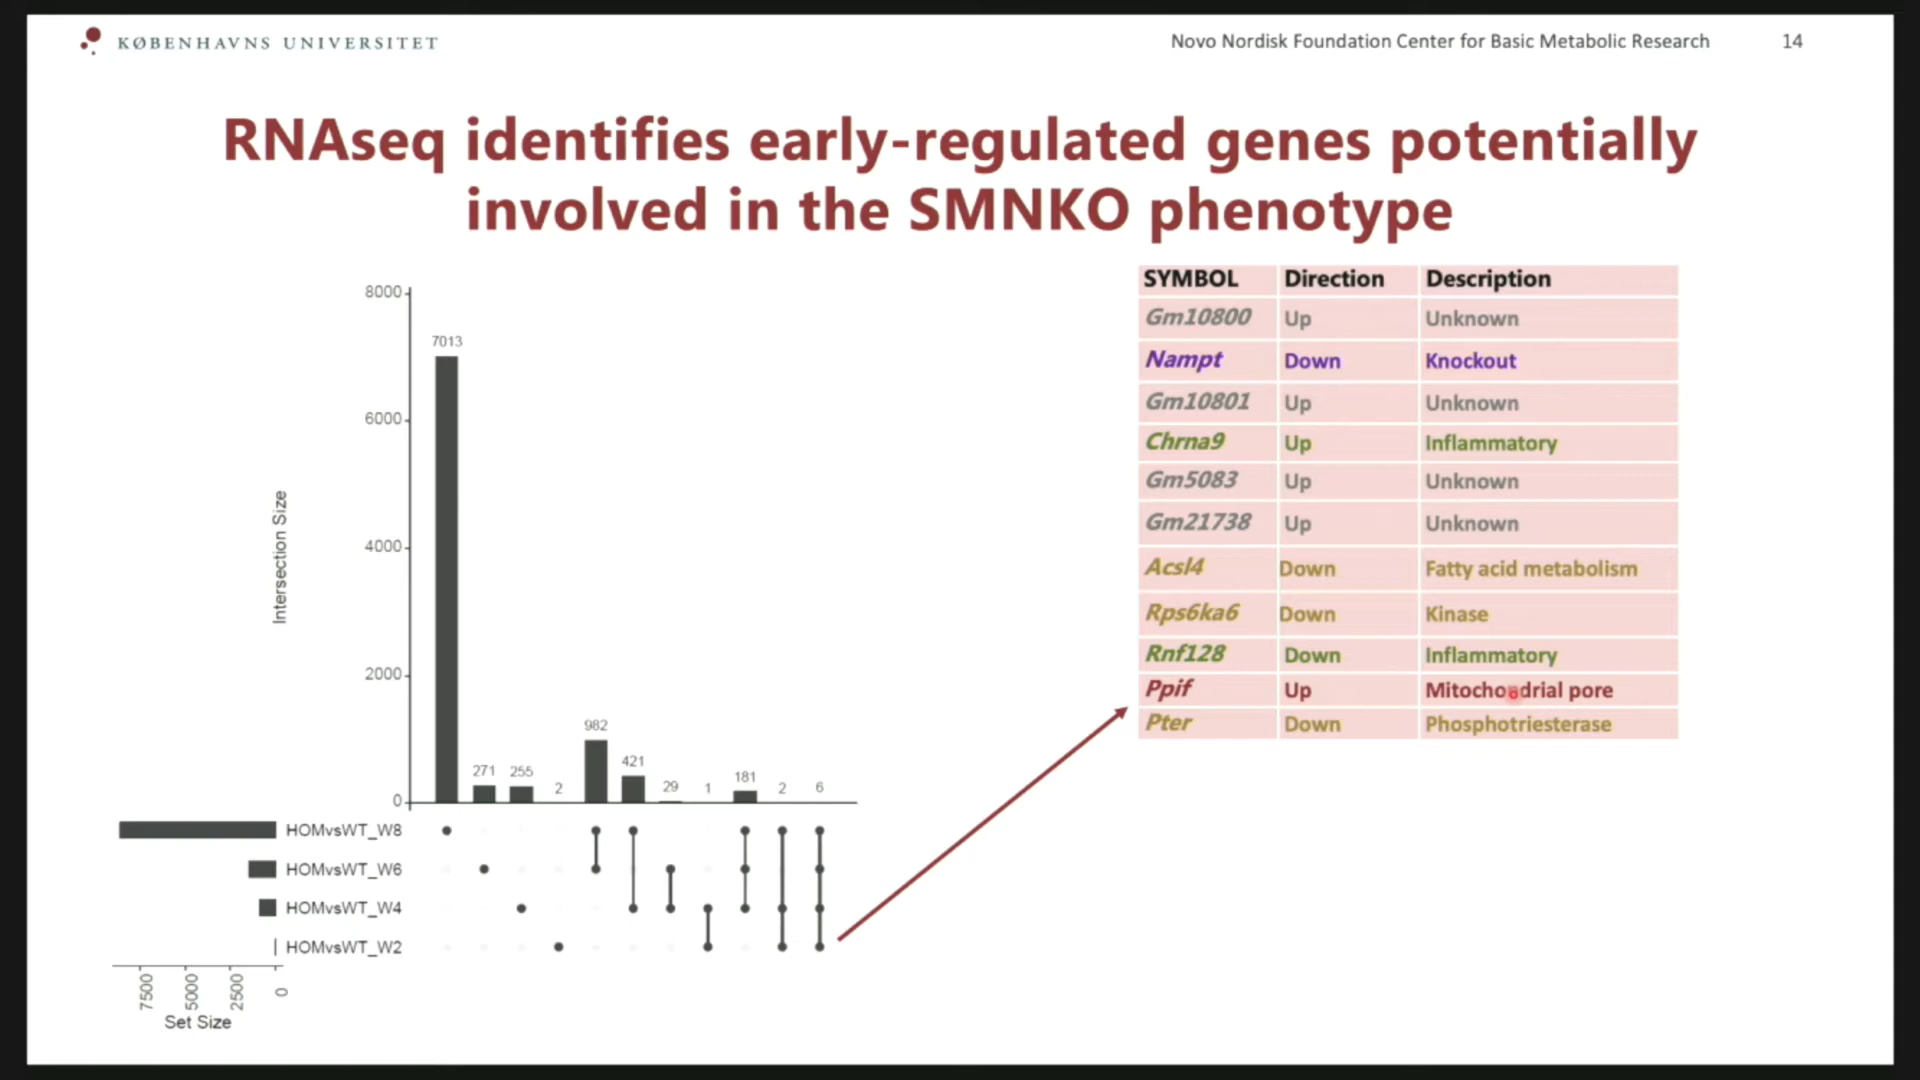 KØBENHAVNS UNIVERSITET
Novo Nordisk Foundation Center for Basic Metabolic Research
14
RNAseq identifies early-regulated genes potentially
involved in the SMNKO phenotype
8000
6000
4000
2000
0
Intersection Size
7013
271
255
2
982
421
29
1
181
2
6
HOMvsWT_W8
HOMvsWT_W6
HOMvsWT_W4
HOMvsWT_W2
7500
5000
2500
0
Set Size
SYMBOL Direction Description
Gm10800 Up Unknown
Nampt Down Knockout
Gm10801 Up Unknown
Chrna9 Up Inflammatory
Gm5083 Up Unknown
Gm21738 Up Unknown
Acsl4 Down Fatty acid metabolism
Rps6ka6 Down Kinase
Rnf128 Down Inflammatory
Ppif Up Mitochondrial pore
Pter Down Phosphotriesterase